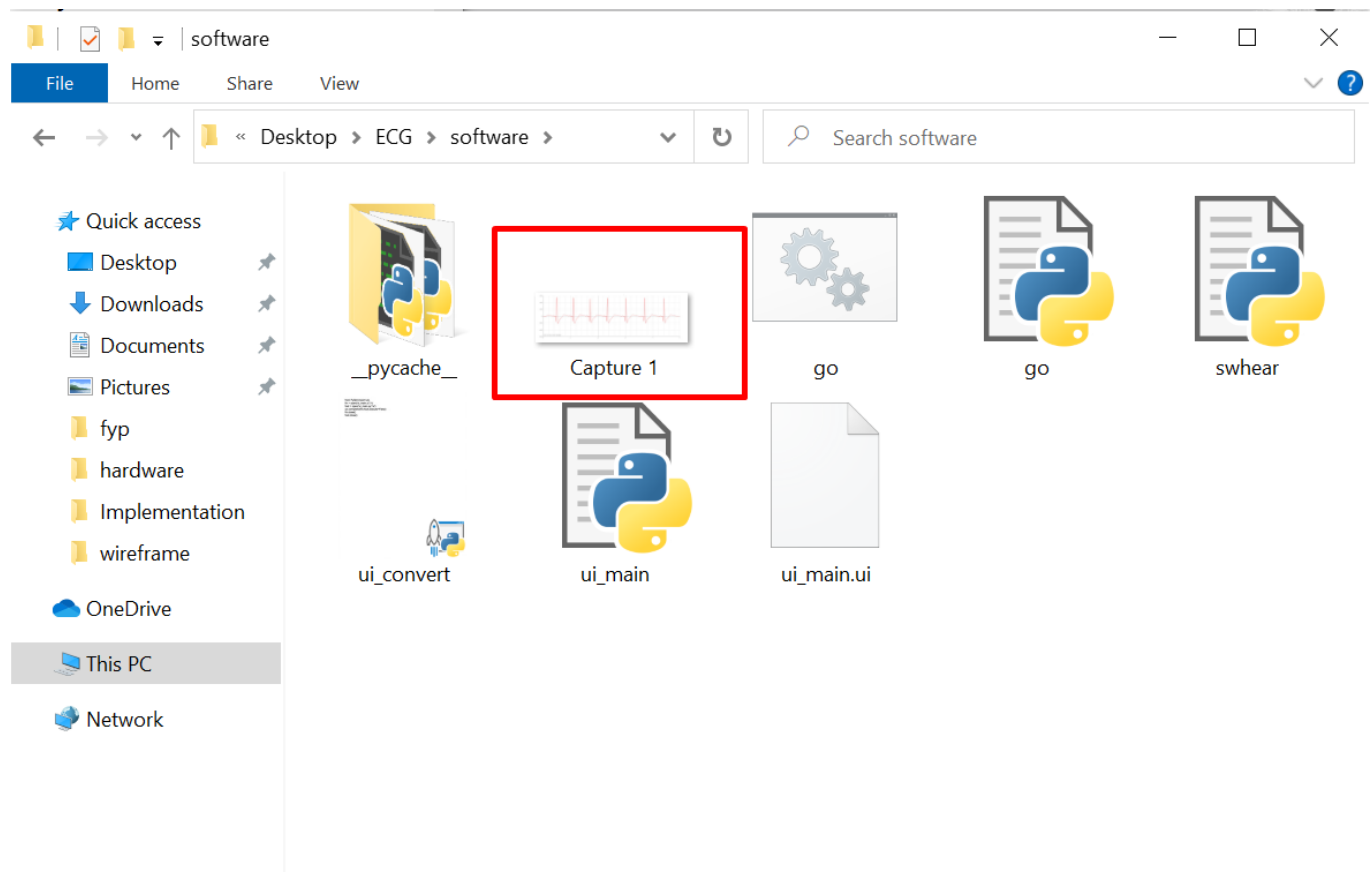 software
File Home Share View
« Desktop > ECG > software >
Search software
Quick access
Desktop
Downloads
Documents
Pictures
fyp
hardware
Implementation
wireframe
OneDrive
This PC
Network
__pycache__
Capture 1
go
go
swhear
ui_convert
ui_main
ui_main.ui